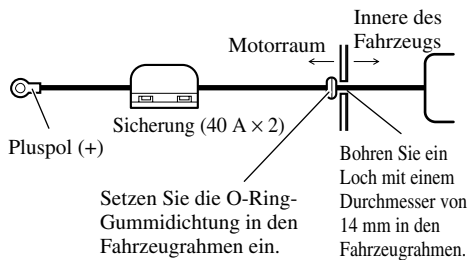 Innere des
Fahrzeugs
Motorraum
Sicherung (40 A × 2)
Pluspol (+)
Setzen Sie die O-Ring-
Gummidichtung in den
Fahrzeugrahmen ein.
Bohren Sie ein
Loch mit einem
Durchmesser von
14 mm in den
Fahrzeugrahmen.